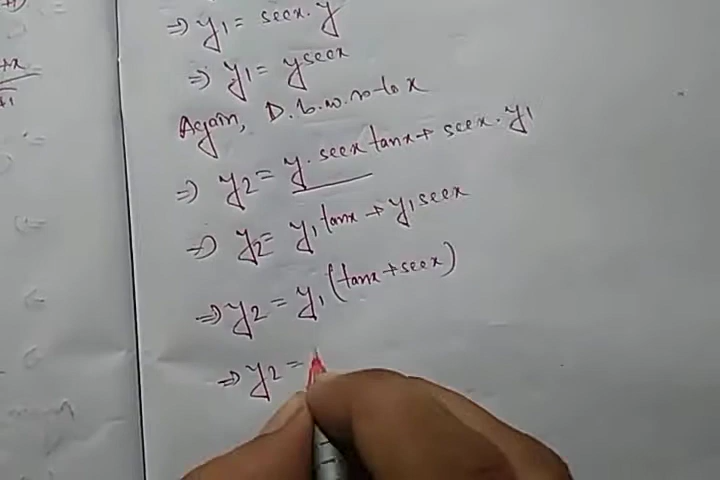 ⇒ y₁ = secx. y
⇒ y₁ = y secx
Again, D.b.w.r.to x
⇒ y₂ = y. secx tanx + secx. y₁
⇒ y₂ = y₁ tanx + y₁ secx
⇒ y₂ = y₁ (tanx + secx)
⇒ y₂ =